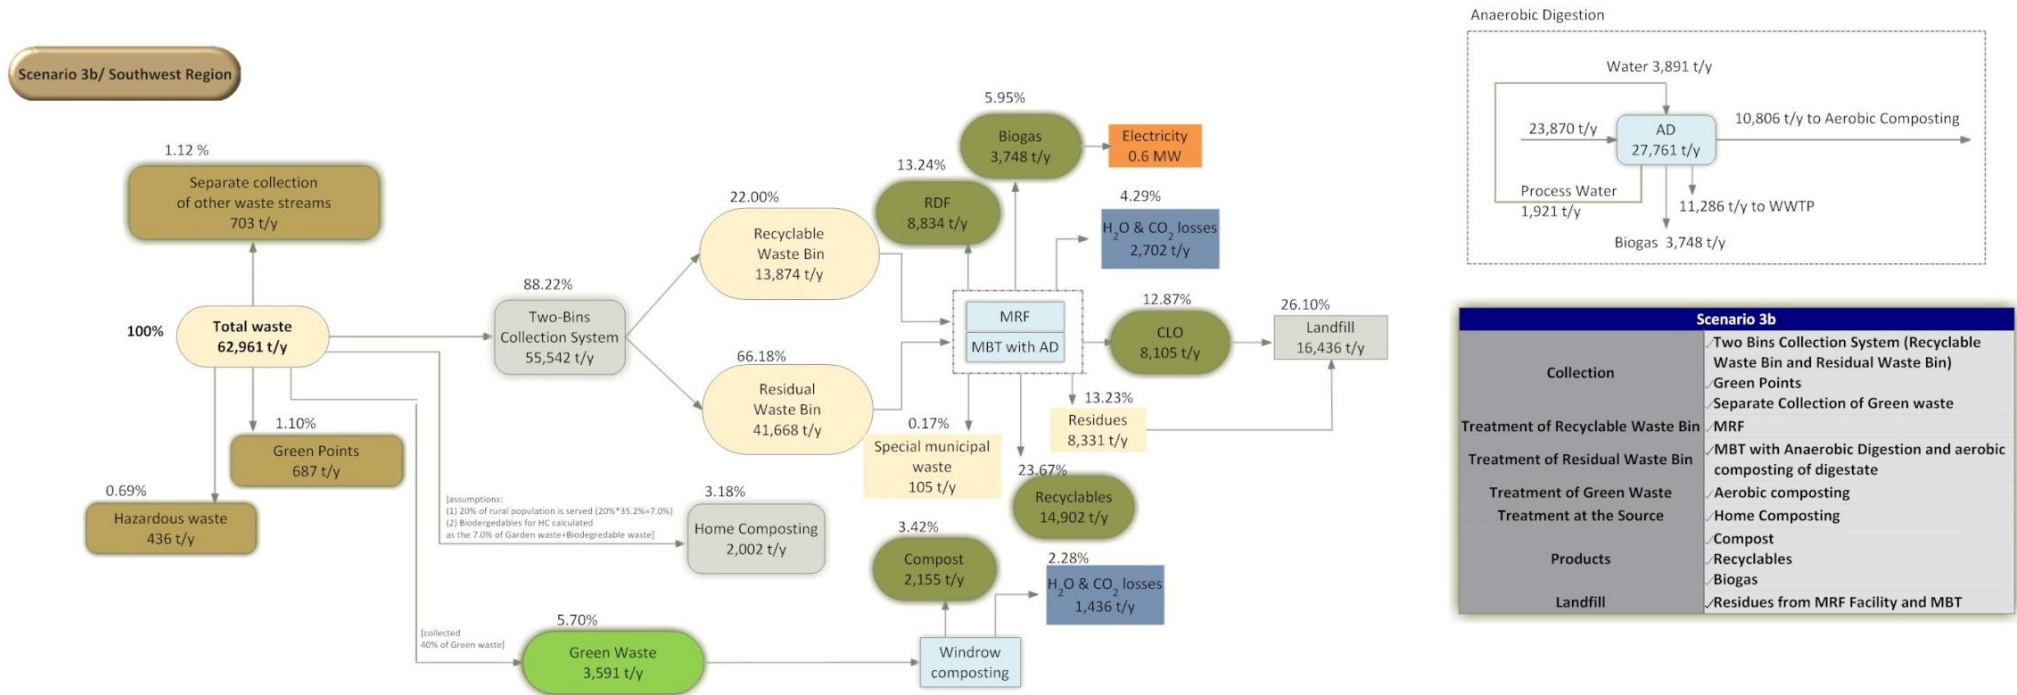 Scenario 3b/ Southwest Region
1.12 %
Separate collection
of other waste streams
703 t/y
100%
Total waste
62,961 t/y
1.10%
Green Points
687 t/y
0.69%
Hazardous waste
436 t/y
88.22%
Two-Bins
Collection System
55,542 t/y
22.00%
Recyclable
Waste Bin
13,874 t/y
66.18%
Residual
Waste Bin
41,668 t/y
[assumptions:
(1) 20% of rural population is served (20%*35.2%=7.0%)
(2) Biodergedables for HC calculated
as the 7.0% of Garden waste+Biodegredable waste]
3.18%
Home Composting
2,002 t/y
[collected
40% of Green waste]
5.70%
Green Waste
3,591 t/y
13.24%
RDF
8,834 t/y
5.95%
Biogas
3,748 t/y
Electricity
0.6 MW
4.29%
H2O & CO2 losses
2,702 t/y
MRF
MBT with AD
12.87%
CLO
8,105 t/y
26.10%
Landfill
16,436 t/y
13.23%
Residues
8,331 t/y
0.17%
Special municipal
waste
105 t/y
23.67%
Recyclables
14,902 t/y
3.42%
Compost
2,155 t/y
2.28%
H2O & CO2 losses
1,436 t/y
Windrow
composting
Anaerobic Digestion
Water 3,891 t/y
23,870 t/y
AD
27,761 t/y
10,806 t/y to Aerobic Composting
Process Water
1,921 t/y
11,286 t/y to WWTP
Biogas 3,748 t/y
Scenario 3b
Collection
✓Two Bins Collection System (Recyclable
Waste Bin and Residual Waste Bin)
✓Green Points
✓Separate Collection of Green waste
Treatment of Recyclable Waste Bin ✓MRF
Treatment of Residual Waste Bin
✓MBT with Anaerobic Digestion and aerobic
composting of digestate
Treatment of Green Waste ✓Aerobic composting
Treatment at the Source ✓Home Composting
Products
✓Compost
✓Recyclables
✓Biogas
Landfill ✓Residues from MRF Facility and MBT